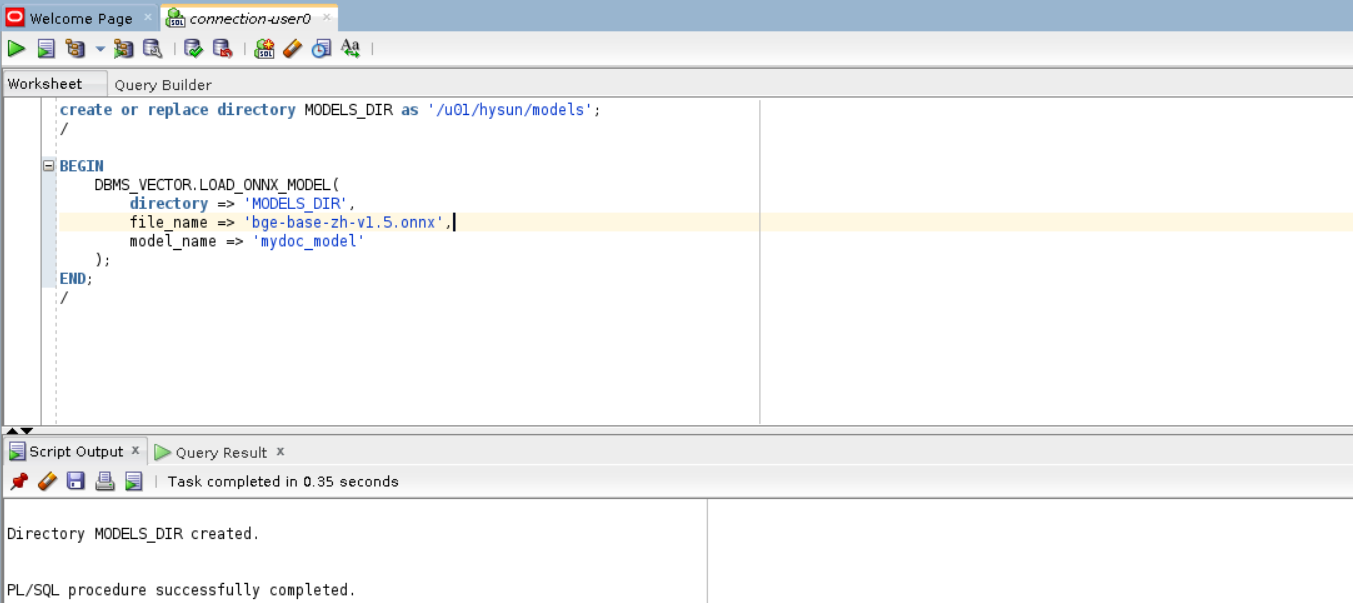 Welcome Page
connection-user0
Worksheet Query Builder
create or replace directory MODELS_DIR as '/u01/hysun/models';
/
BEGIN
DBMS_VECTOR.LOAD_ONNX_MODEL(
directory => 'MODELS_DIR',
file_name => 'bge-base-zh-v1.5.onnx',
model_name => 'mydoc_model'
);
END;
/
Script Output x Query Result x
Task completed in 0.35 seconds
Directory MODELS_DIR created.
PL/SQL procedure successfully completed.